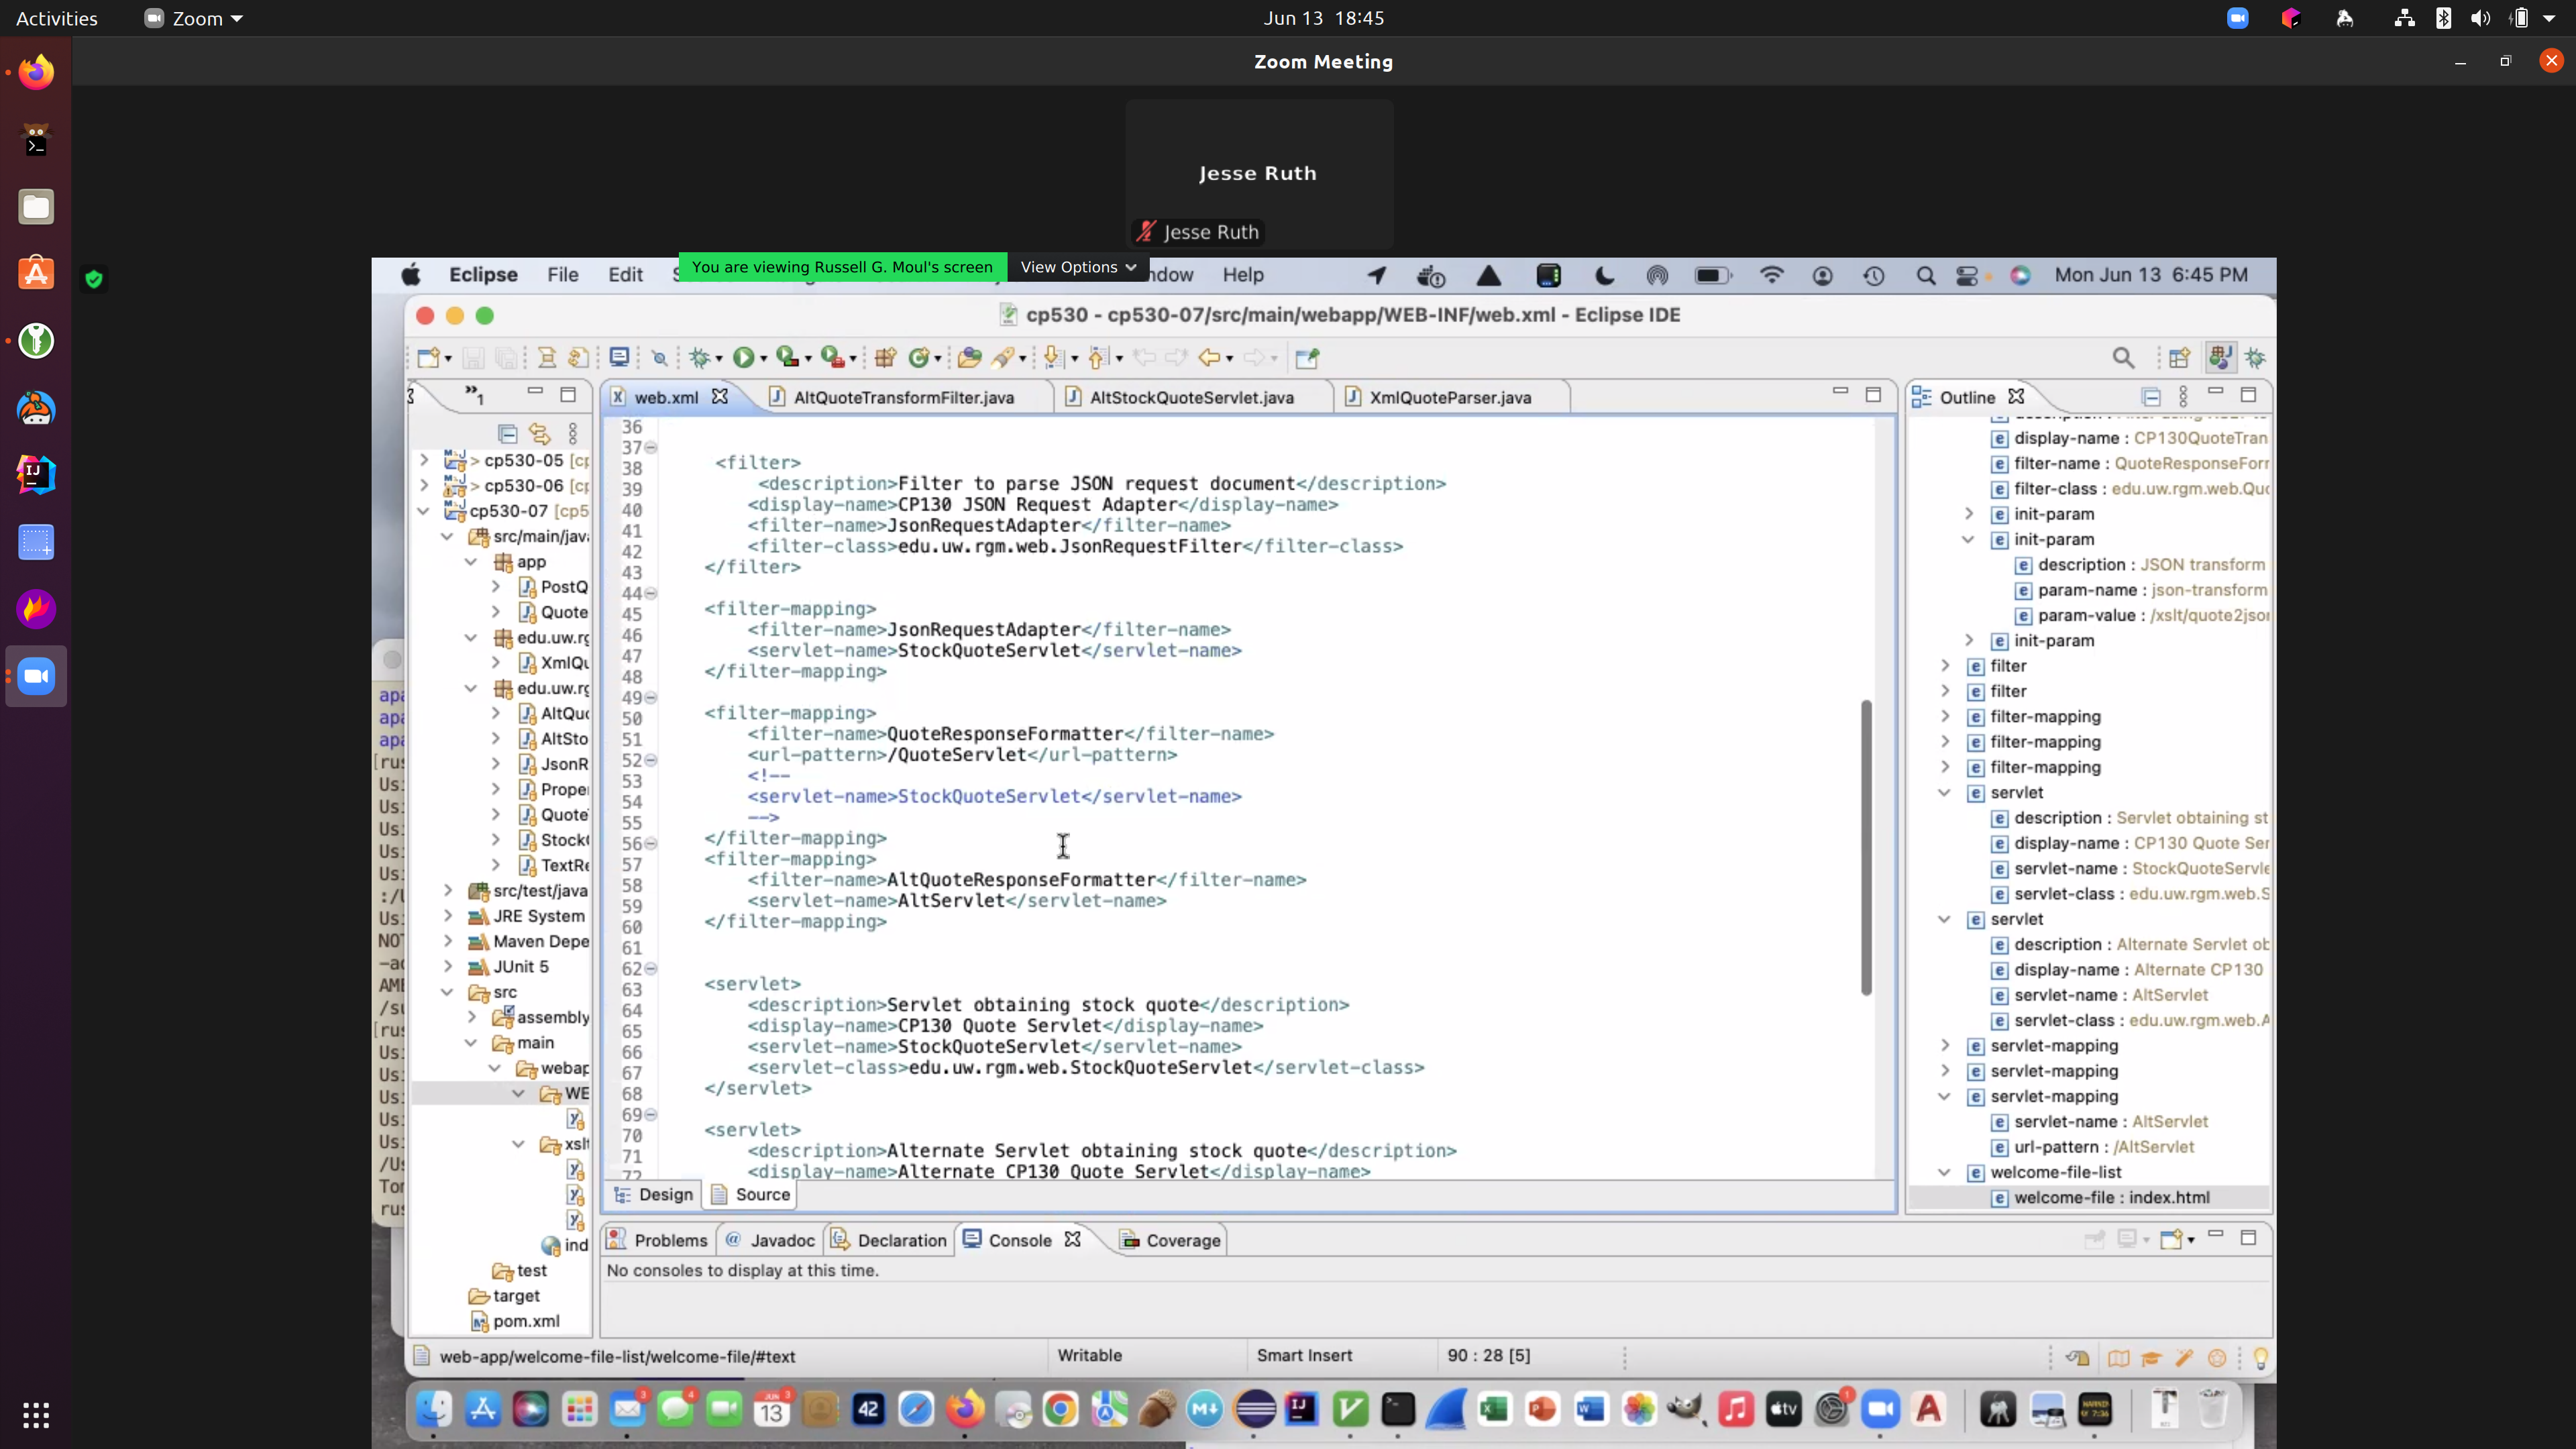 Activities
Zoom
Jun 13 18:45
Zoom Meeting
Jesse Ruth
Jesse Ruth
You are viewing Russell G. Moul's screen
View Options
Eclipse File Edit
Help
Mon Jun 13 6:45 PM
cp530 - cp530-07/src/main/webapp/WEB-INF/web.xml - Eclipse IDE
web.xml
AltQuoteTransformFilter.java
AltStockQuoteServlet.java
XmlQuoteParser.java
Outline
> cp530-05 [cp
> cp530-06 [cp
cp530-07 [cp5
src/main/java
app
PostQ
Quote
edu.uw.rg
XmlQu
edu.uw.rg
AltQuo
AltSto
JsonR
Prope
Quote
Stock
TextRe
src/test/java
JRE System
Maven Depe
JUnit 5
src
assembly
main
webap
WE
xslt
ind
test
target
pom.xml
36
37
38 <filter>
39 <description>Filter to parse JSON request document</description>
40 <display-name>CP130 JSON Request Adapter</display-name>
41 <filter-name>JsonRequestAdapter</filter-name>
42 <filter-class>edu.uw.rgm.web.JsonRequestFilter</filter-class>
43 </filter>
44
45 <filter-mapping>
46 <filter-name>JsonRequestAdapter</filter-name>
47 <servlet-name>StockQuoteServlet</servlet-name>
48 </filter-mapping>
49
50 <filter-mapping>
51 <filter-name>QuoteResponseFormatter</filter-name>
52 <url-pattern>/QuoteServlet</url-pattern>
53 <!--
54 <servlet-name>StockQuoteServlet</servlet-name>
55 -->
56 </filter-mapping>
57 <filter-mapping>
58 <filter-name>AltQuoteResponseFormatter</filter-name>
59 <servlet-name>AltServlet</servlet-name>
60 </filter-mapping>
61
62
63 <servlet>
64 <description>Servlet obtaining stock quote</description>
65 <display-name>CP130 Quote Servlet</display-name>
66 <servlet-name>StockQuoteServlet</servlet-name>
67 <servlet-class>edu.uw.rgm.web.StockQuoteServlet</servlet-class>
68 </servlet>
69
70 <servlet>
71 <description>Alternate Servlet obtaining stock quote</description>
72 <display-name>Alternate CP130 Quote Servlet</display-name>
Design
Source
display-name : CP130QuoteTran
filter-name : QuoteResponseForr
filter-class : edu.uw.rgm.web.Quo
init-param
init-param
description : JSON transform
param-name : json-transform
param-value : /xslt/quote2json
init-param
filter
filter
filter-mapping
filter-mapping
filter-mapping
servlet
description : Servlet obtaining st
display-name : CP130 Quote Ser
servlet-name : StockQuoteServle
servlet-class : edu.uw.rgm.web.S
servlet
description : Alternate Servlet ob
display-name : Alternate CP130
servlet-name : AltServlet
servlet-class : edu.uw.rgm.web.A
servlet-mapping
servlet-mapping
servlet-mapping
servlet-name : AltServlet
url-pattern : /AltServlet
welcome-file-list
welcome-file : index.html
Problems
Javadoc
Declaration
Console
Coverage
No consoles to display at this time.
web-app/welcome-file-list/welcome-file/#text
Writable
Smart Insert
90 : 28 [5]
JUN
13
42
tv